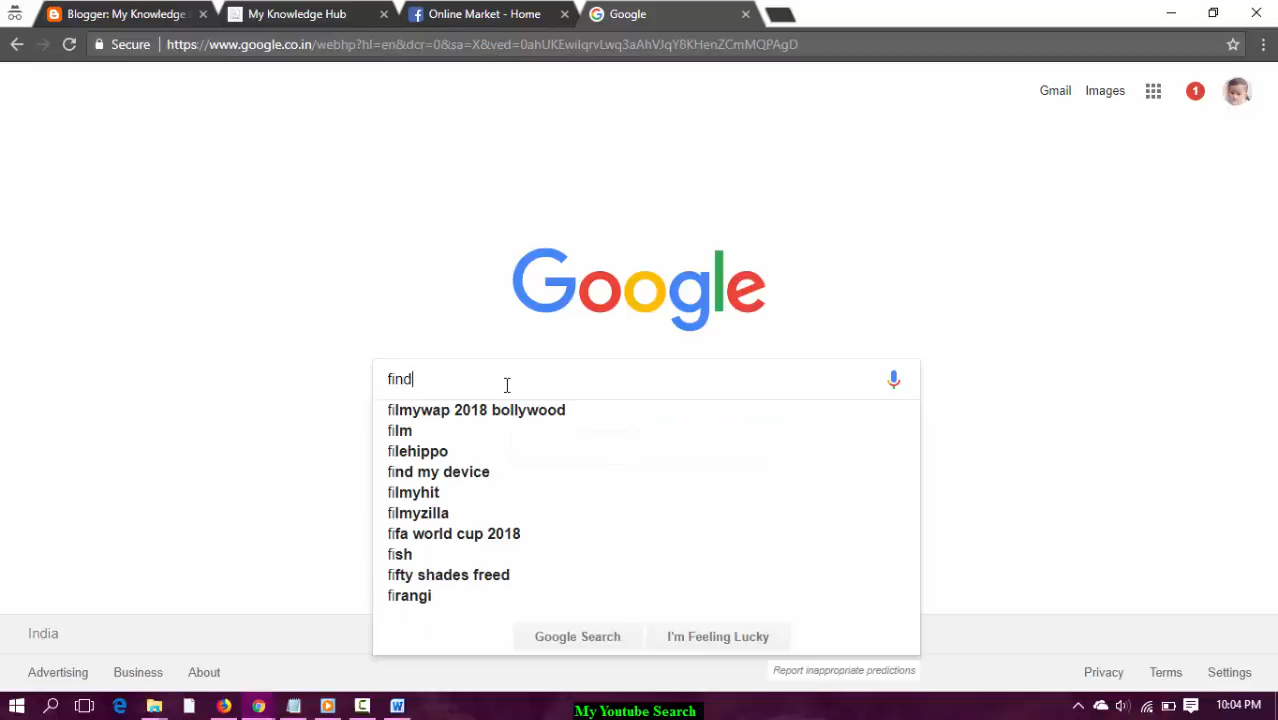 Blogger: My Knowledge
My Knowledge Hub
Online Market - Home
Google
Secure
https://www.google.co.in/webhp?hl=en&dcr=0&sa=X&ved=0ahUKEwilqrvLwq3aAhVJqY8KHenZCmMQPAgD
Gmail
Images
1
Google
find
filmywap 2018 bollywood
film
filehippo
find my device
filmyhit
filmyzilla
fifa world cup 2018
fish
fifty shades freed
firangi
Google Search
I'm Feeling Lucky
Report inappropriate predictions
India
Advertising
Business
About
Privacy
Terms
Settings
My Youtube Search
10:04 PM